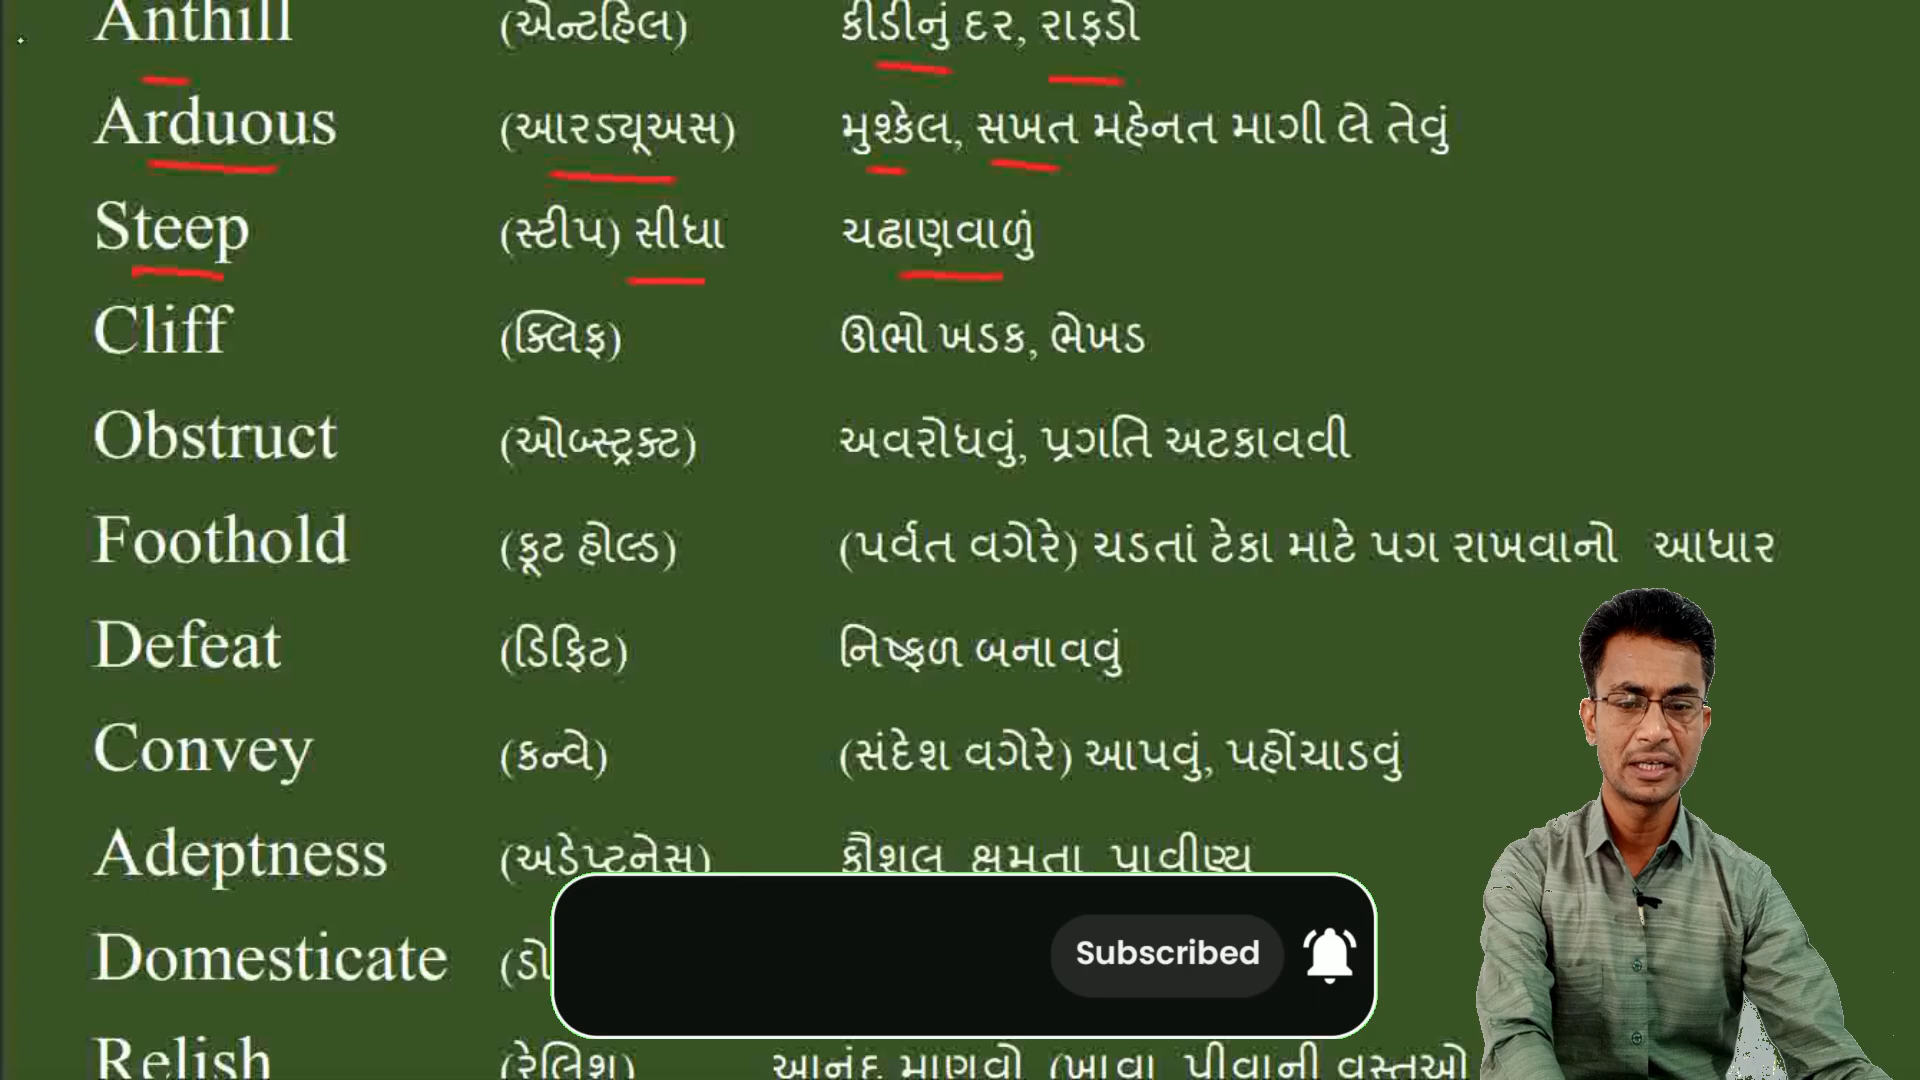 Anthill (એન્ટહિલ) કીડીનું દર, રાફડો
Arduous (આરડ્યૂઅસ) મુશ્કેલ, સખત મહેનત માગી લે તેવું
Steep (સ્ટીપ) સીધા ચઢાણવાળું
Cliff (ક્લિફ) ઊભો ખડક, ભેખડ
Obstruct (ઓબ્સ્ટ્રક્ટ) અવરોધવું, પ્રગતિ અટકાવવી
Foothold (ફૂટ હોલ્ડ) (પર્વત વગેરે) ચડતાં ટેકા માટે પગ રાખવાનો આધાર
Defeat (ડિફિટ) નિષ્ફળ બનાવવું
Convey (કન્વે) (સંદેશ વગેરે) આપવું, પહોંચાડવું
Adeptness (અડેપ્ટનેસ) કૌશલ ક્ષમતા પાવીણ્ય
Domesticate
Subscribed
Relish (રેલિશ) આનંદ માણવો (ખાવા પીવાની વસ્તુઓ